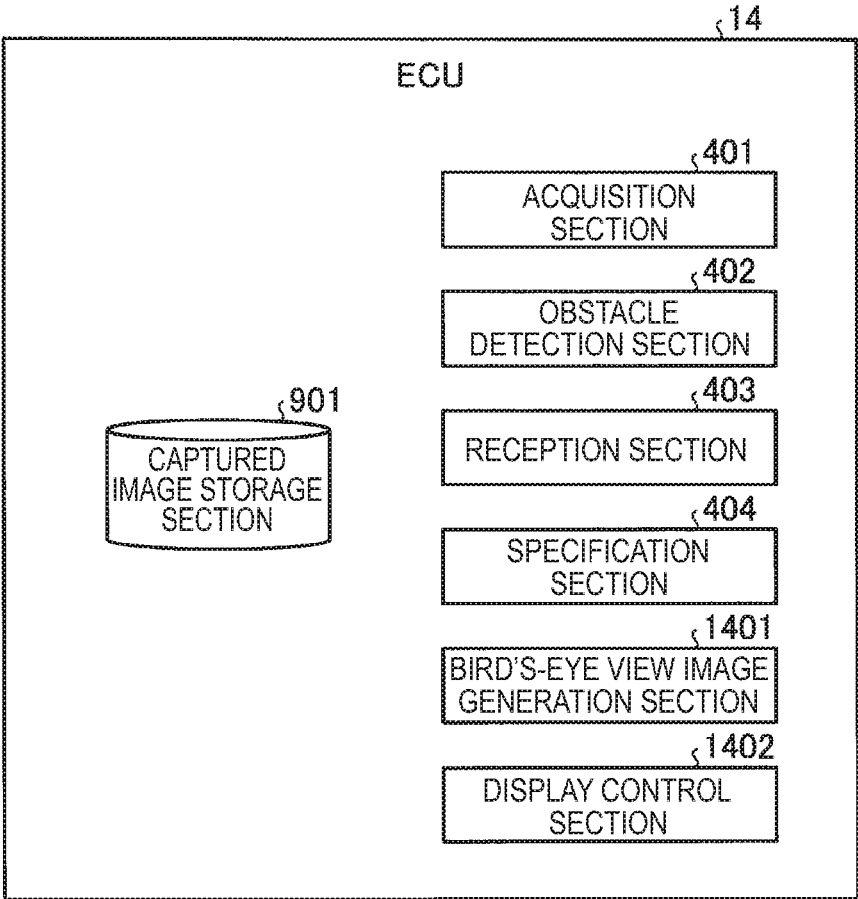 14
ECU
401
ACQUISITION
SECTION
402
OBSTACLE
DETECTION SECTION
403
RECEPTION SECTION
901
CAPTURED
IMAGE STORAGE
SECTION
404
SPECIFICATION
SECTION
1401
BIRD'S-EYE VIEW IMAGE
GENERATION SECTION
1402
DISPLAY CONTROL
SECTION